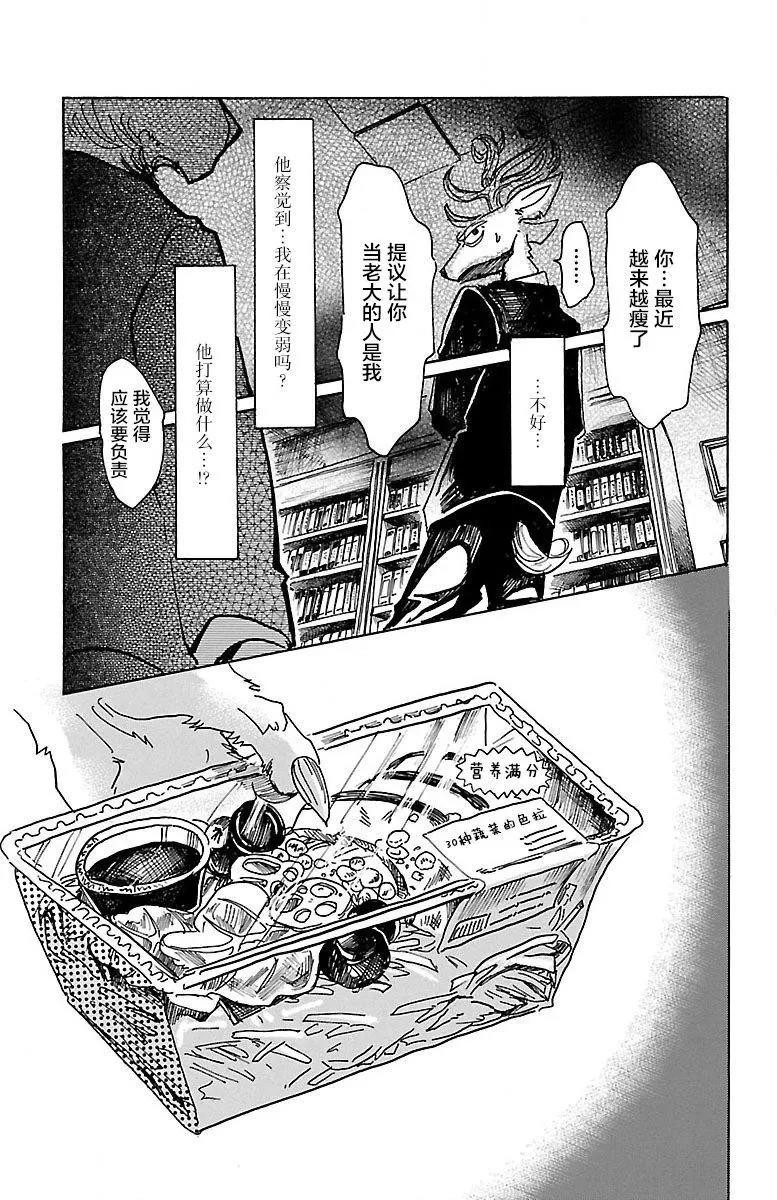 你…最近
越来越瘦了
……
…不好…
提议让你
当老大的人是我
他察觉到…我在慢慢变弱吗？
他打算做什么…!?
我觉得
应该要负责
营养满分
30种蔬菜的色拉